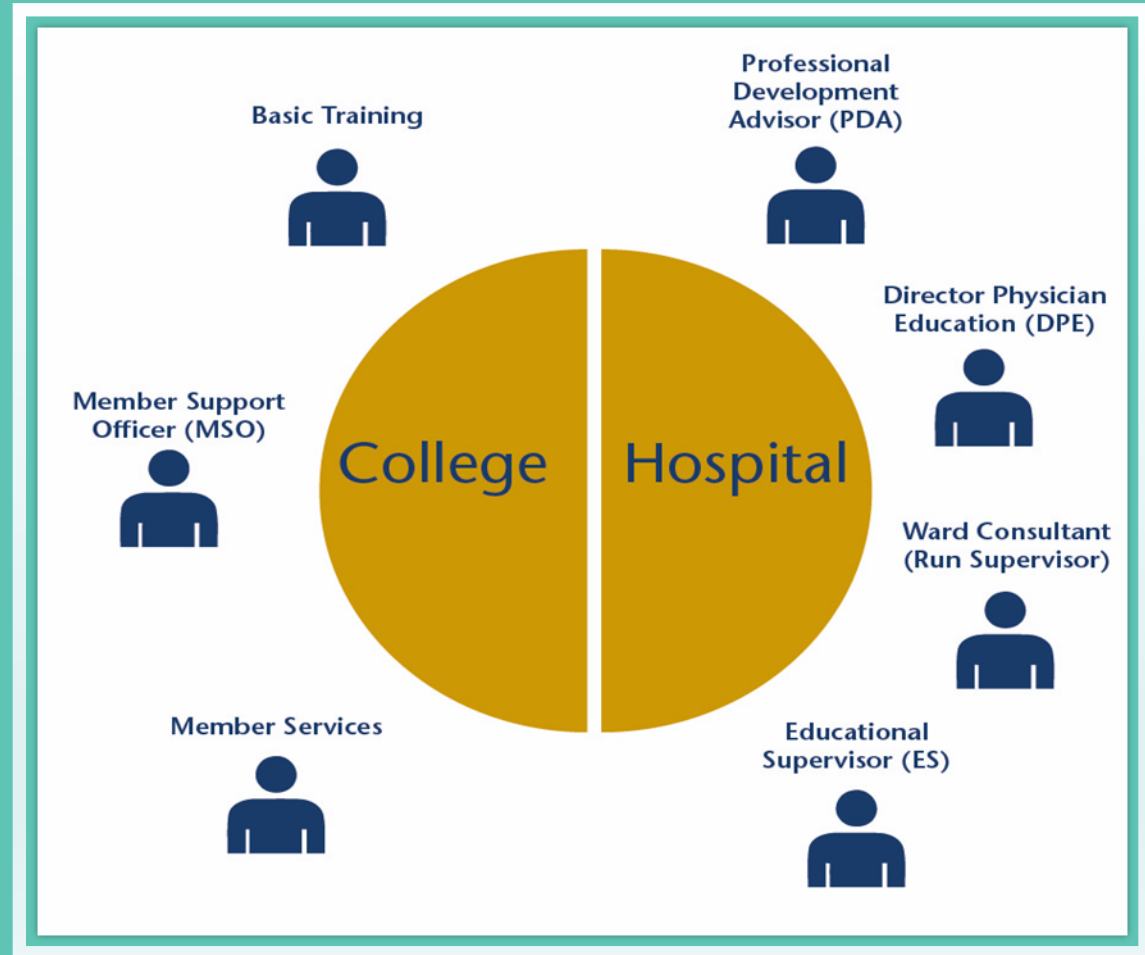 Basic Training
Member Support
Officer (MSO)
Member Services
College
Hospital
Professional
Development
Advisor (PDA)
Director Physician
Education (DPE)
Ward Consultant
(Run Supervisor)
Educational
Supervisor (ES)